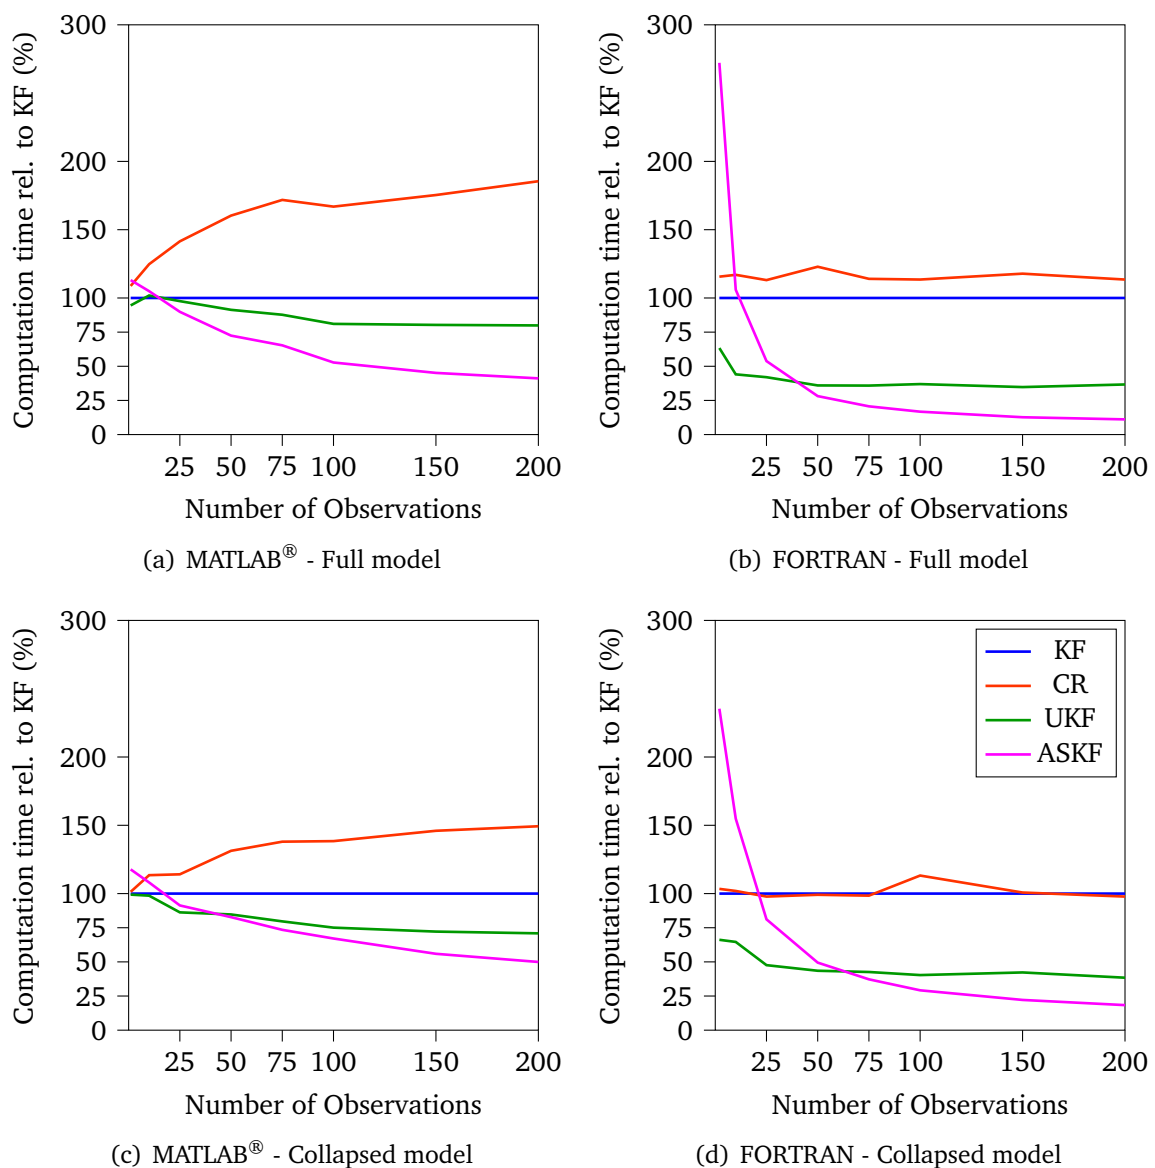 Computation time rel. to KF (%)
300
200
150
100
75
50
25
0
25 50 75 100 150 200
Number of Observations
(a) MATLAB® - Full model
Computation time rel. to KF (%)
300
200
150
100
75
50
25
0
25 50 75 100 150 200
Number of Observations
(b) FORTRAN - Full model
Computation time rel. to KF (%)
300
200
150
100
75
50
25
0
25 50 75 100 150 200
Number of Observations
(c) MATLAB® - Collapsed model
Computation time rel. to KF (%)
300
200
150
100
75
50
25
0
KF
CR
UKF
ASKF
25 50 75 100 150 200
Number of Observations
(d) FORTRAN - Collapsed model